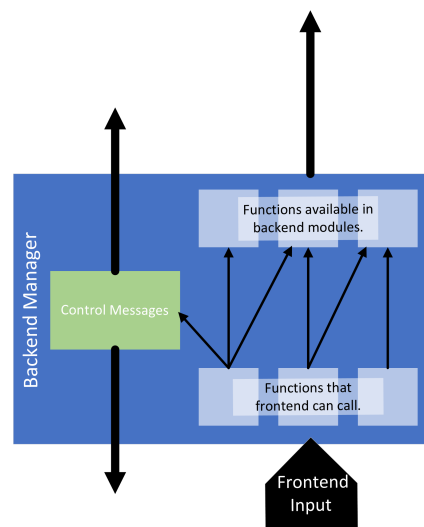 Functions available in
backend modules.
Backend Manager
Control Messages
Functions that
frontend can call.
Frontend
Input